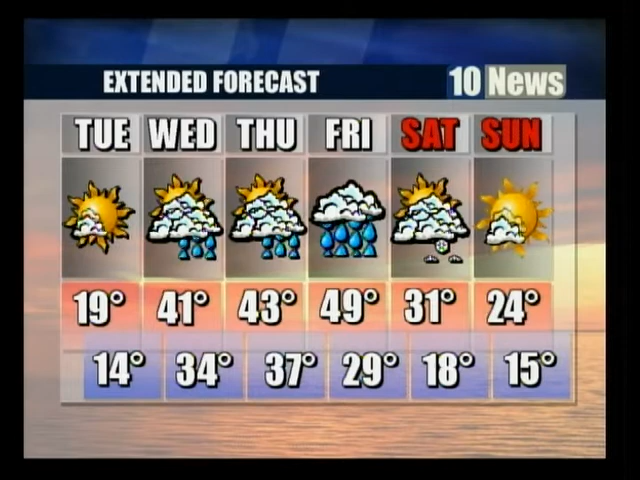 EXTENDED FORECAST 10 News
TUE WED THU FRI SAT SUN
19° 41° 43° 49° 31° 24°
14° 34° 37° 29° 18° 15°